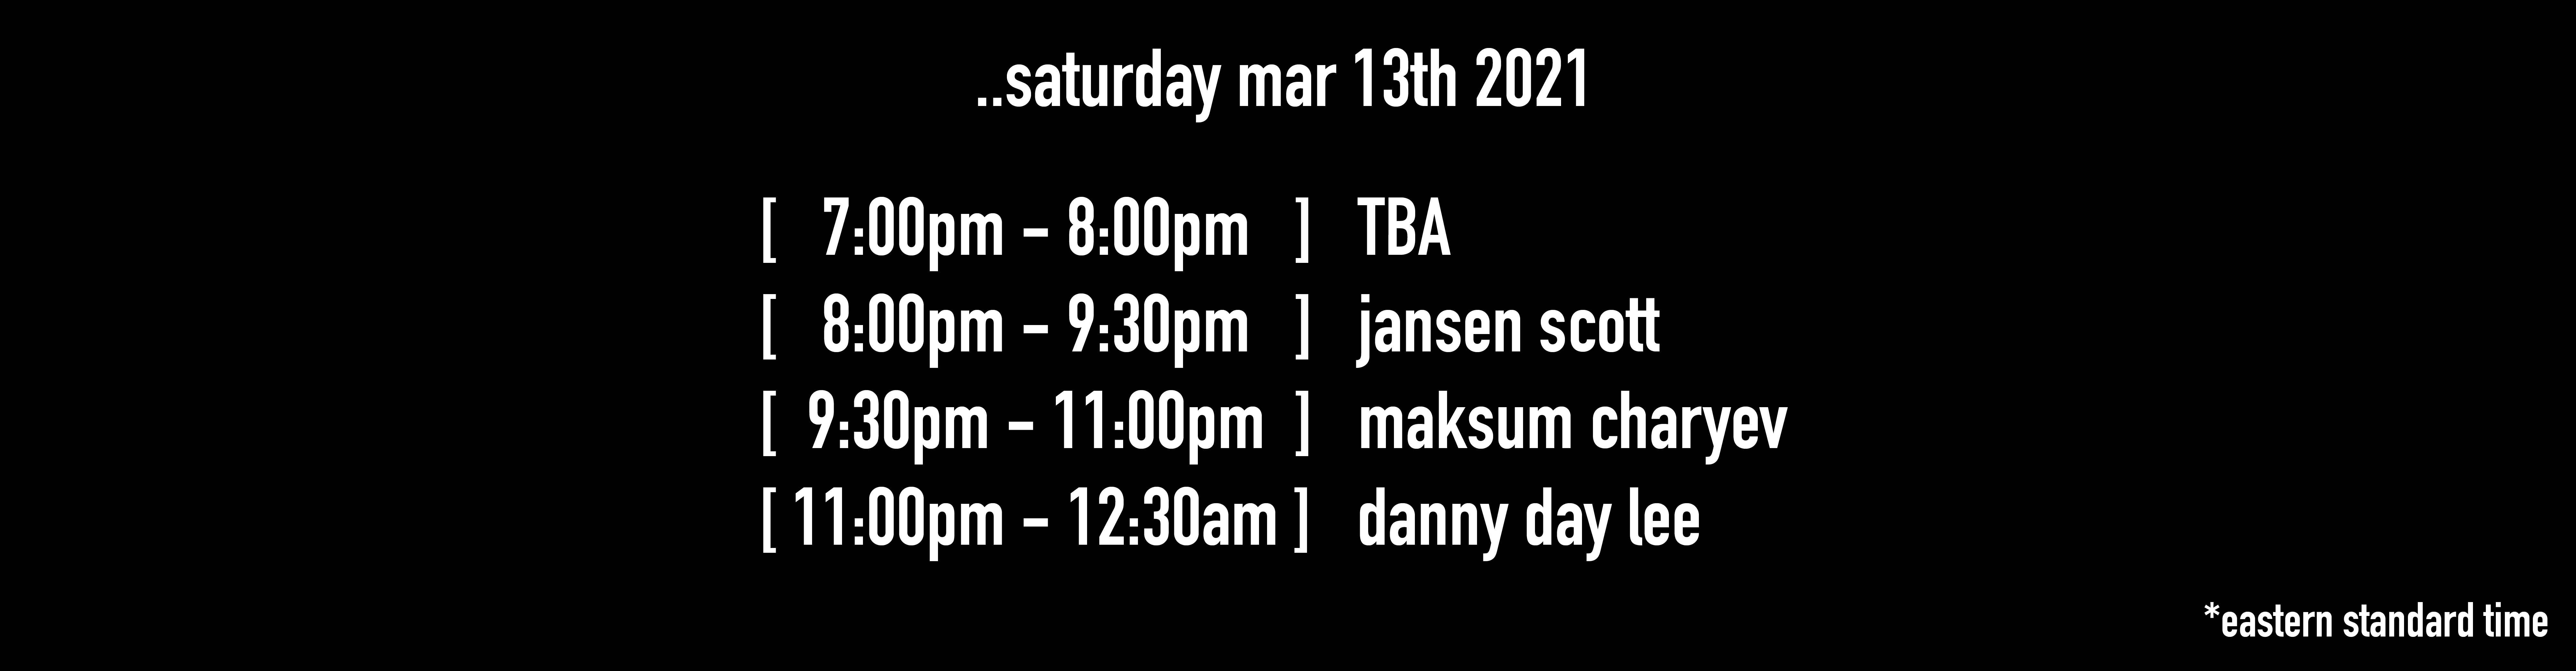 ..saturday mar 13th 2021
[ 7:00pm - 8:00pm ] TBA
[ 8:00pm - 9:30pm ] jansen scott
[ 9:30pm - 11:00pm ] maksum charyev
[ 11:00pm - 12:30am ] danny day lee
*eastern standard time